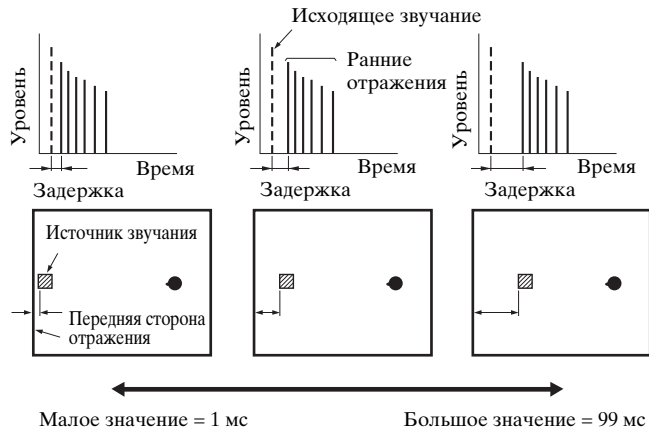 Исходящее звучание
Ранние
отражения
Уровень
Время
Задержка
Уровень
Время
Задержка
Уровень
Время
Задержка
Источник звучания
Передняя сторона
отражения
Малое значение = 1 мс
Большое значение = 99 мс